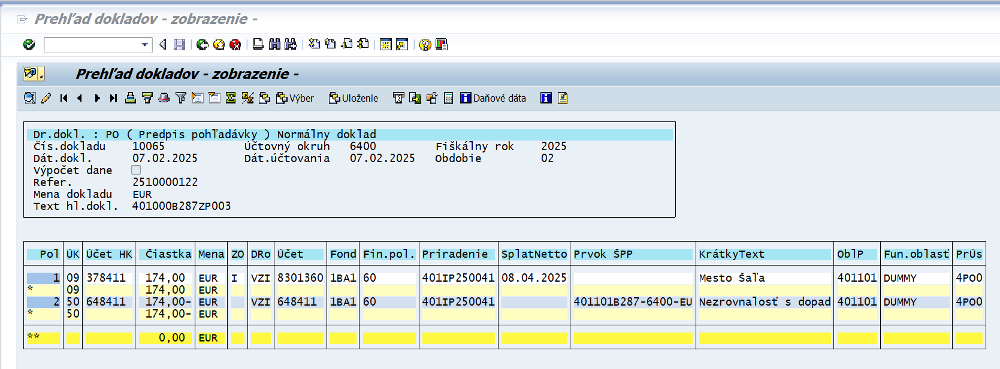 Prehľad dokladov - zobrazenie -
Prehľad dokladov - zobrazenie -
Výber Uloženie Daňové dáta
Dr.dokl. : PO ( Predpis pohľadávky ) Normálny doklad
Čís.dokladu 10065 Účtovný okruh 6400 Fiškálny rok 2025
Dát.dokl. 07.02.2025 Dát.účtovania 07.02.2025 Obdobie 02
Výpočet dane
Refer. 2510000122
Mena dokladu EUR
Text hl.dokl. 401000B287ZP003
Pol ÚK Účet HK Čiastka Mena ZO DRo Účet Fond Fin.pol. Priradenie SplatNetto Prvok ŠPP KrátkyText OblP Fun.oblasť PrÚs
1 09 378411 174,00 EUR I VZI 8301360 1BA1 60 401IP250041 08.04.2025 Mesto Šaľa 401101 DUMMY 4PO0
* 09 174,00 EUR
2 50 648411 174,00- EUR VZI 648411 1BA1 60 401IP250041 401101B287-6400-EU Nezrovnalosť s dopad 401101 DUMMY 4PO0
* 50 174,00- EUR
** 0,00 EUR